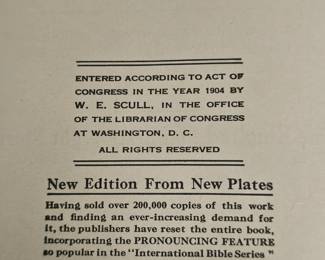 ENTERED ACCORDING TO ACT OF
CONGRESS IN THE YEAR 1904 BY
W. E. SCULL, IN THE OFFICE
OF THE LIBRARIAN OF CONGRESS
AT WASHINGTON, D. C.
ALL RIGHTS RESERVED
New Edition From New Plates
Having sold over 200,000 copies of this work
and finding an ever-increasing demand for
it, the publishers have reset the entire book,
incorporating the PRONOUNCING FEATURE
so popular in the "International Bible Series"